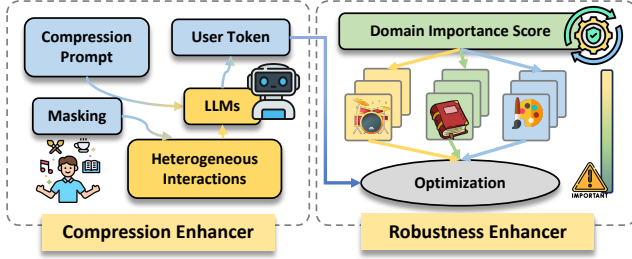 Compression
Prompt
User Token
Masking
LLMs
Heterogeneous
Interactions
Compression Enhancer
Domain Importance Score
Optimization
IMPORTANT
Robustness Enhancer